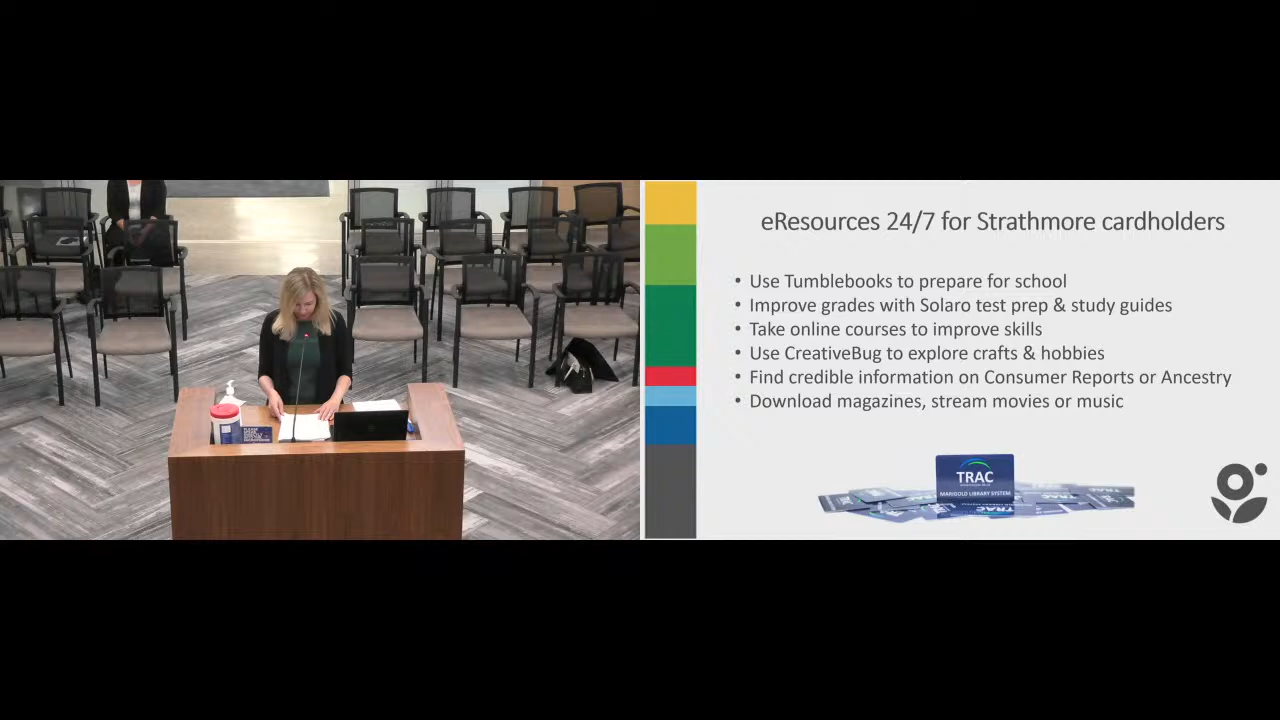 eResources 24/7 for Strathmore cardholders
• Use Tumblebooks to prepare for school
• Improve grades with Solaro test prep & study guides
• Take online courses to improve skills
• Use CreativeBug to explore crafts & hobbies
• Find credible information on Consumer Reports or Ancestry
• Download magazines, stream movies or music
TRAC
MARIGOLD LIBRARY SYSTEM